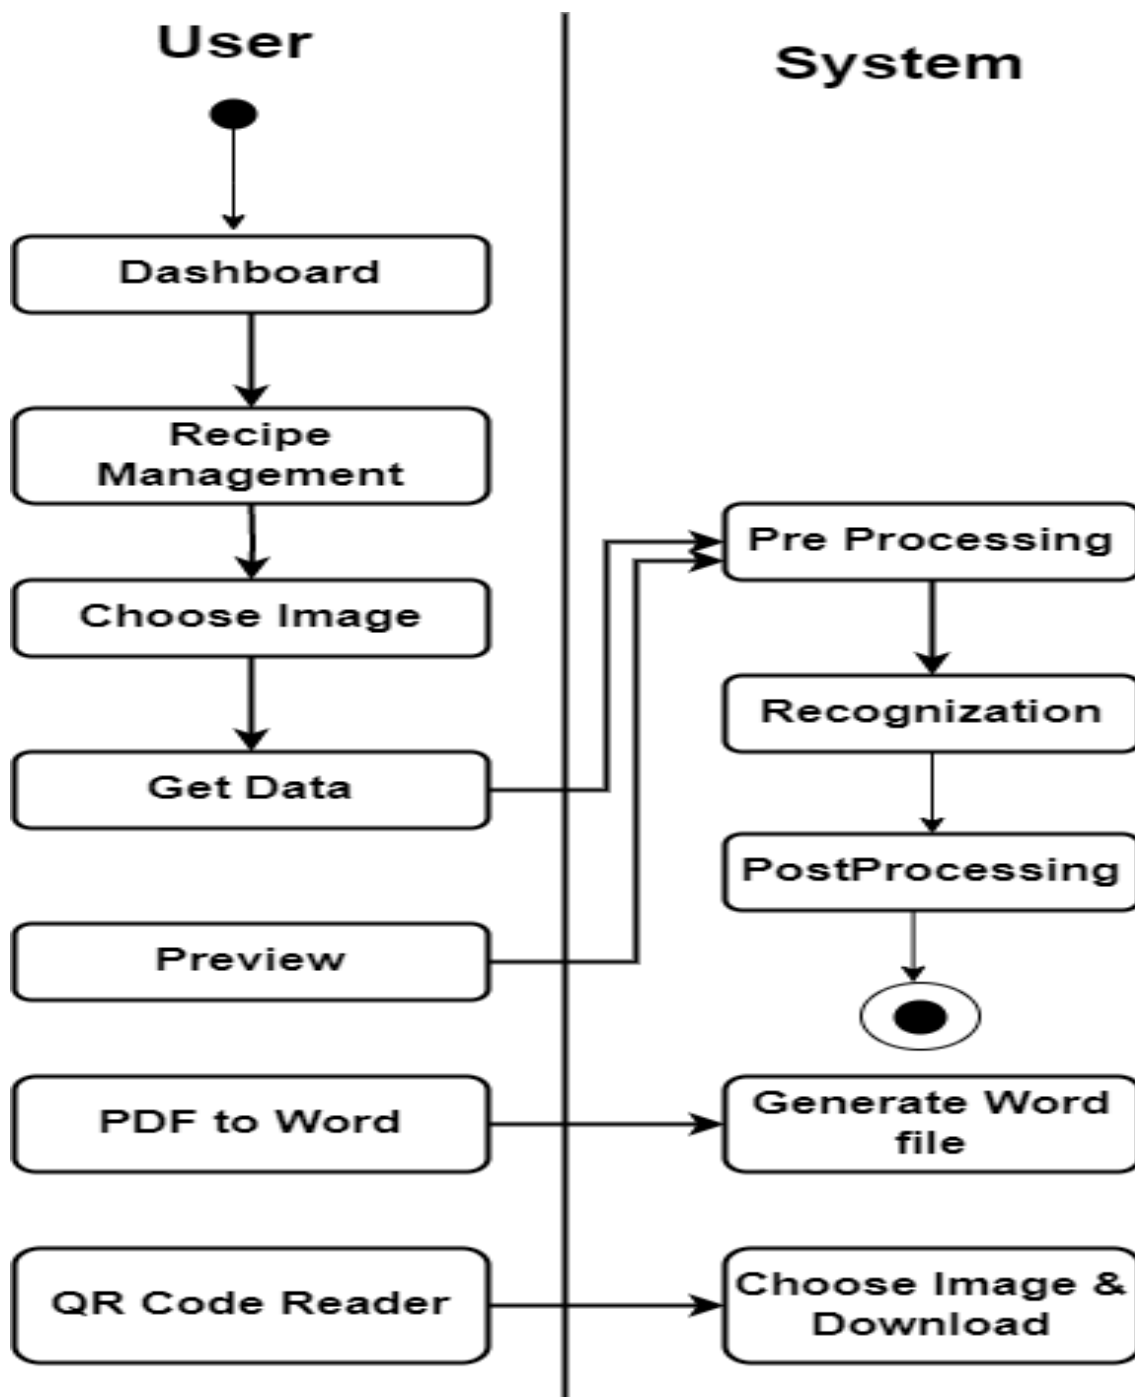 User
System
Dashboard
Recipe
Management
Choose Image
Get Data
Preview
PDF to Word
QR Code Reader
Pre Processing
Recognization
PostProcessing
Generate Word
file
Choose Image &
Download